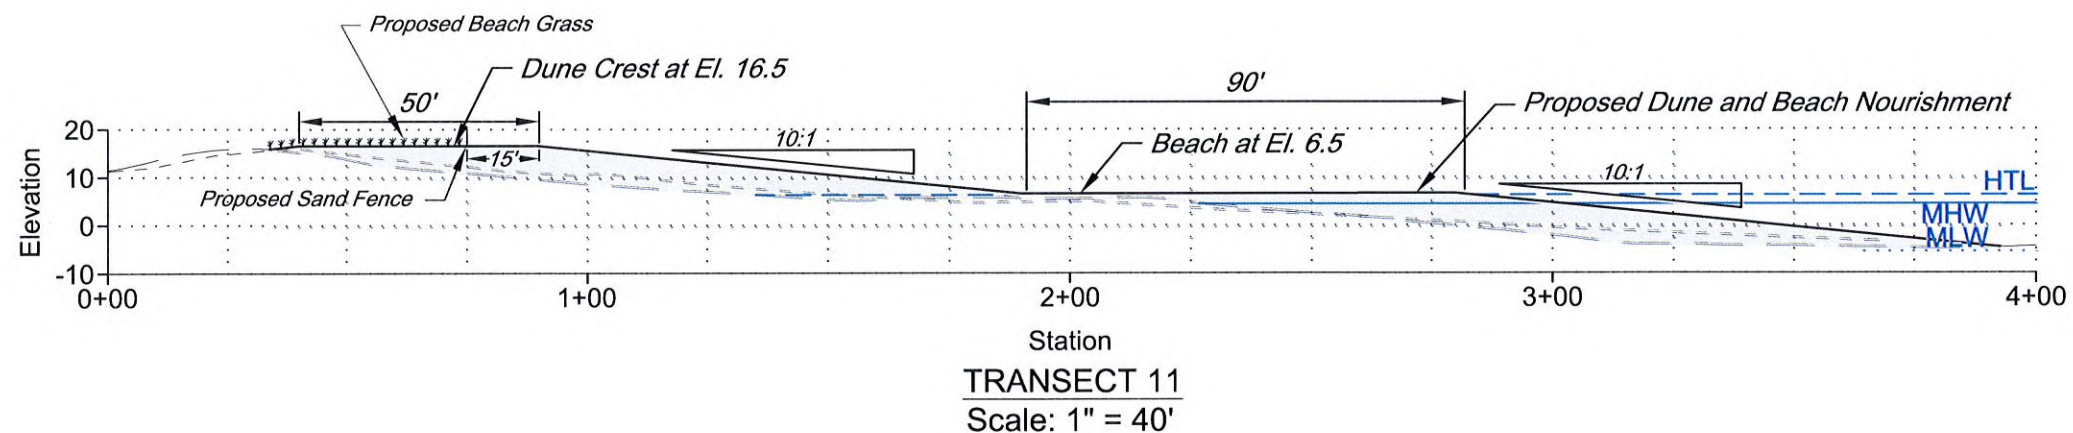 Proposed Beach Grass
Dune Crest at El. 16.5
50'
90'
Proposed Dune and Beach Nourishment
20
10:1
Beach at El. 6.5
15'
10
10:1
HTL
Proposed Sand Fence
MHW
0
MLW
-10
Elevation
0+00
1+00
2+00
3+00
4+00
Station
TRANSECT 11
Scale: 1" = 40'